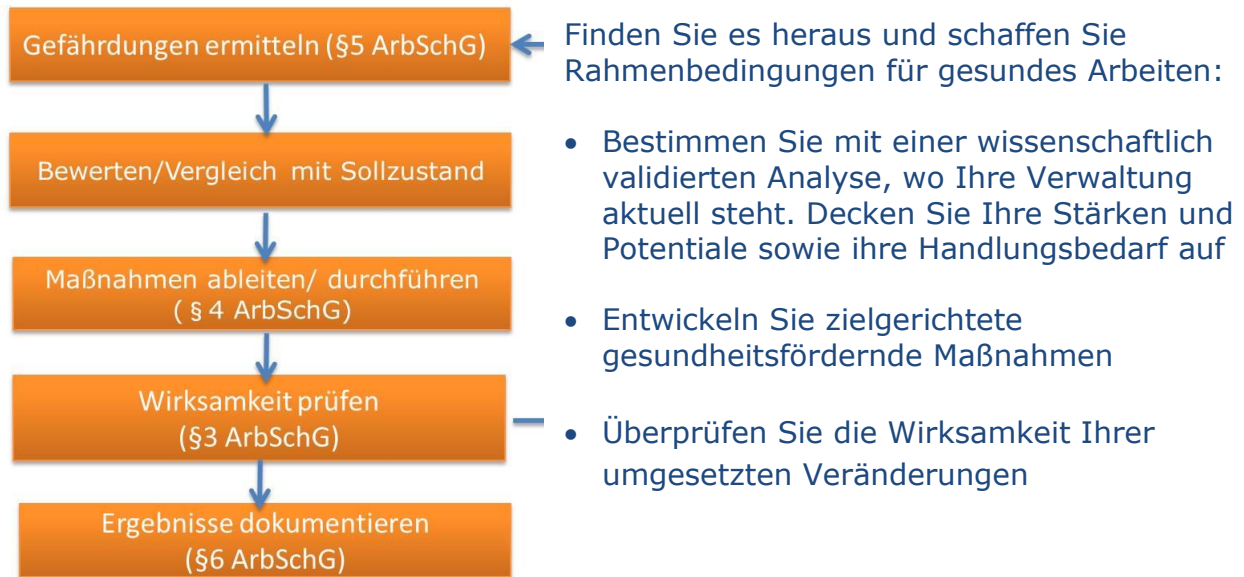 Gefährdungen ermitteln (§5 ArbSchG)
Bewerten/Vergleich mit Sollzustand
Maßnahmen ableiten/ durchführen
( § 4 ArbSchG)
Wirksamkeit prüfen
(§3 ArbSchG)
Ergebnisse dokumentieren
(§6 ArbSchG)
Finden Sie es heraus und schaffen Sie
Rahmenbedingungen für gesundes Arbeiten:
• Bestimmen Sie mit einer wissenschaftlich
validierten Analyse, wo Ihre Verwaltung
aktuell steht. Decken Sie Ihre Stärken und
Potentiale sowie ihre Handlungsbedarf auf
• Entwickeln Sie zielgerichtete
gesundheitsfördernde Maßnahmen
• Überprüfen Sie die Wirksamkeit Ihrer
umgesetzten Veränderungen